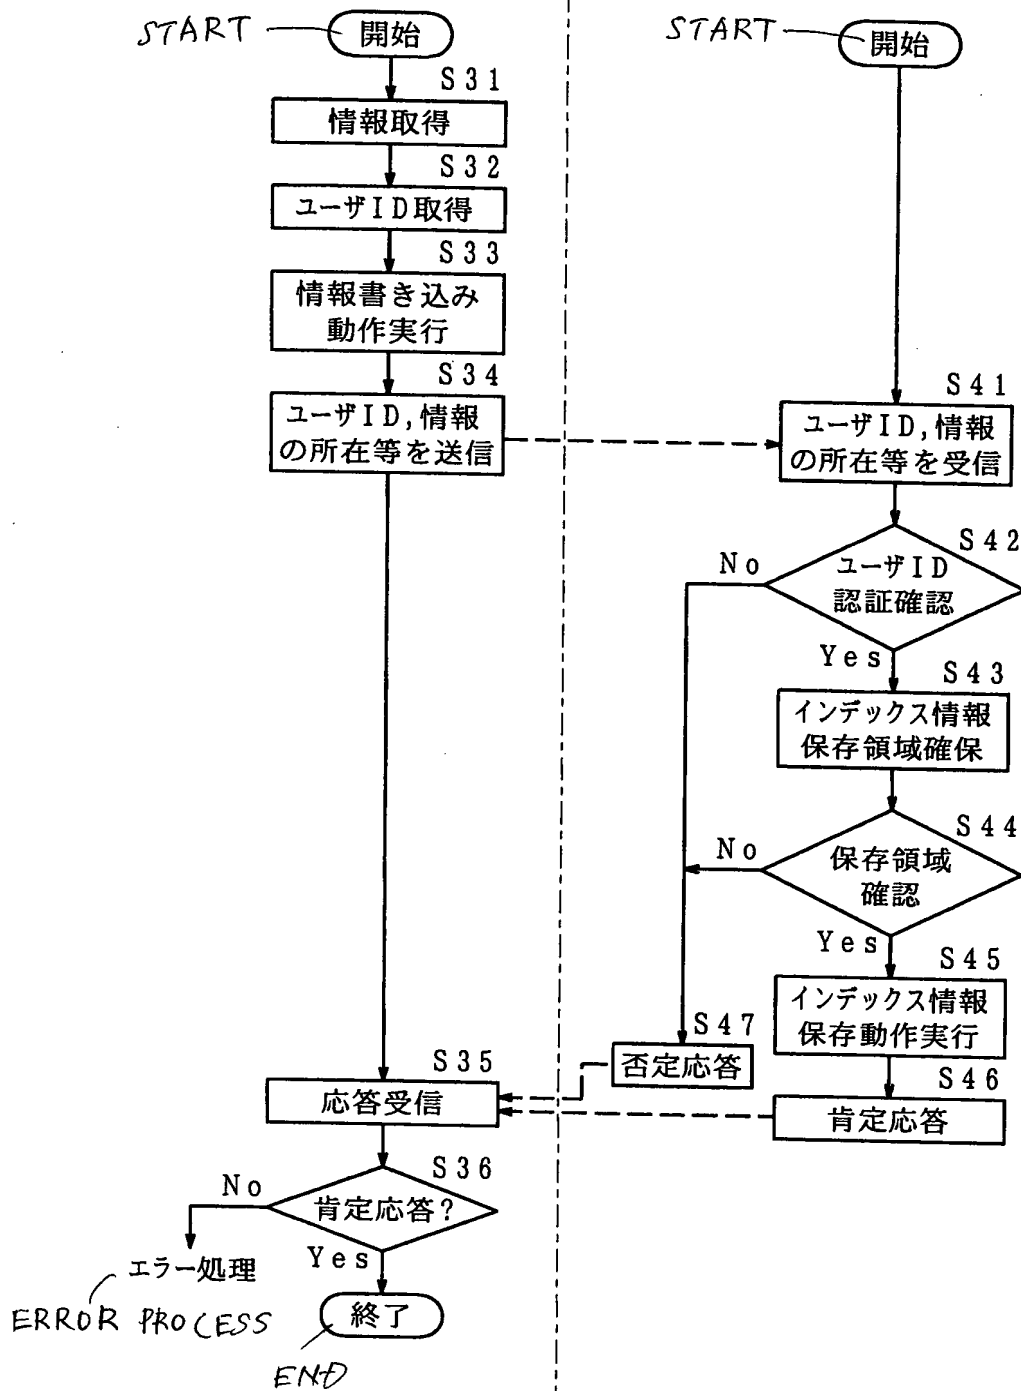 START
開始
S31
情報取得
S32
ユーザID取得
S33
情報書き込み
動作実行
S34
ユーザID,情報
の所在等を送信
S35
応答受信
S36
肯定応答?
No
Yes
エラー処理
ERROR PROCESS
終了
END
START
開始
S41
ユーザID,情報
の所在等を受信
S42
ユーザID
認証確認
No
Yes
S43
インデックス情報
保存領域確保
S44
保存領域
確認
No
Yes
S45
インデックス情報
保存動作実行
S46
肯定応答
S47
否定応答